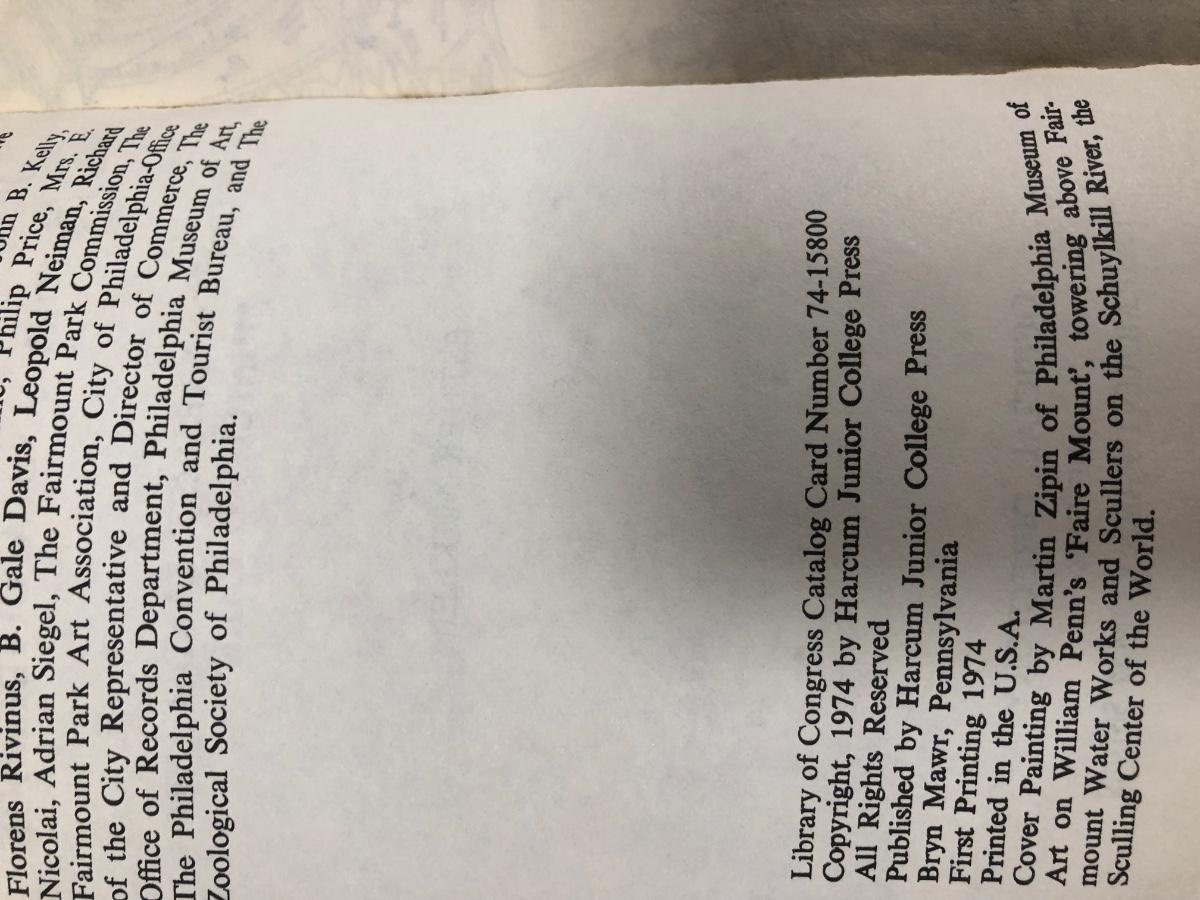 Philip Price, Mrs. E.
Florens Rivinus, B. Gale Davis, Leopold Neiman, Richard
Nicolai, Adrian Siegel, The Fairmount Park Commission, The
Fairmount Park Art Association, City of Philadelphia-Office
of the City Representative and Director of Commerce, The
Office of Records Department, Philadelphia Museum of Art,
The Philadelphia Convention and Tourist Bureau, and The
Zoological Society of Philadelphia.
Library of Congress Catalog Card Number 74-15800
Copyright, 1974 by Harcum Junior College Press
All Rights Reserved
Published by Harcum Junior College Press
Bryn Mawr, Pennsylvania
First Printing 1974
Printed in the U.S.A.
Cover Painting by Martin Zipin of Philadelphia Museum of
Art on William Penn's 'Faire Mount', towering above Fair-
mount Water Works and Scullers on the Schuylkill River, the
Sculling Center of the World.